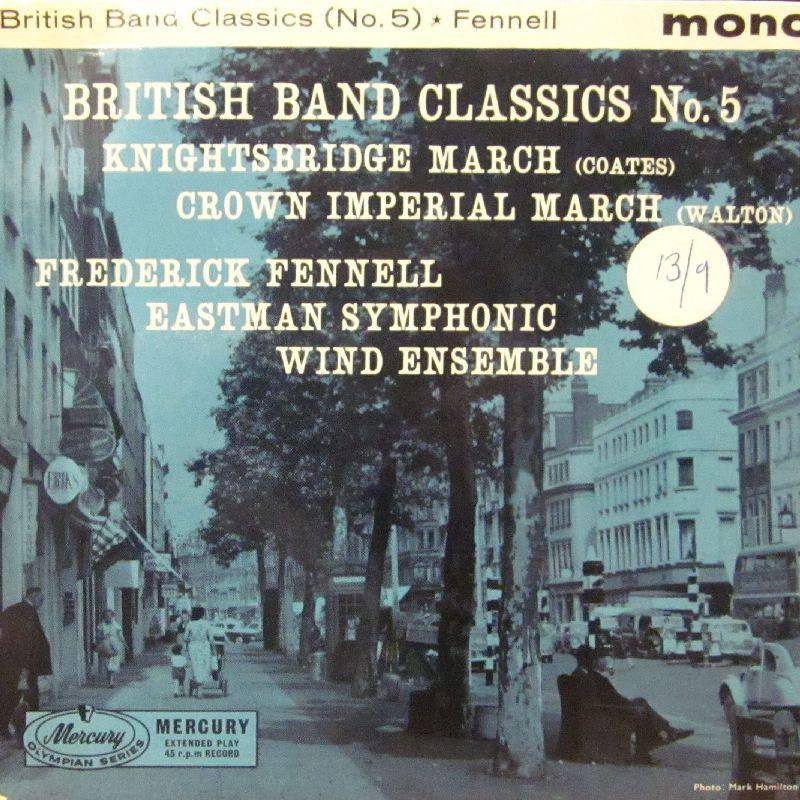 British Band Classics (No. 5) ★ Fennell
mono
BRITISH BAND CLASSICS No. 5
KNIGHTSBRIDGE MARCH (COATES)
CROWN IMPERIAL MARCH (WALTON)
13/9
FREDERICK FENNELL
EASTMAN SYMPHONIC
WIND ENSEMBLE
Mercury
OLYMPIAN SERIES
MERCURY
EXTENDED PLAY
45 r.p.m RECORD
Photo: Mark Hamilton